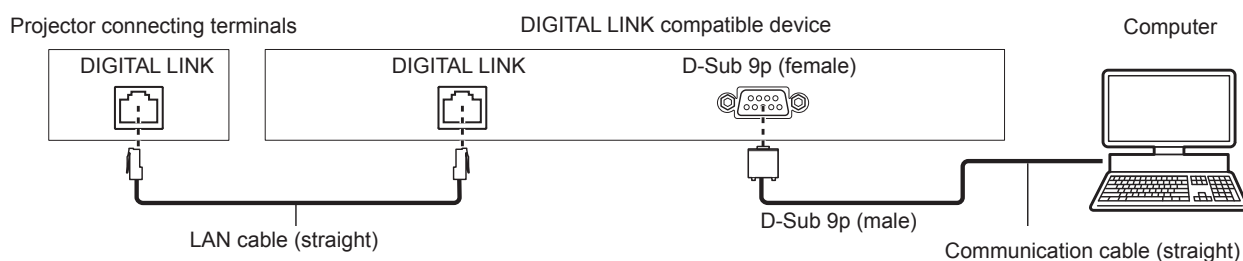 Projector connecting terminals
DIGITAL LINK compatible device
Computer
DIGITAL LINK
DIGITAL LINK
D-Sub 9p (female)
D-Sub 9p (male)
LAN cable (straight)
Communication cable (straight)